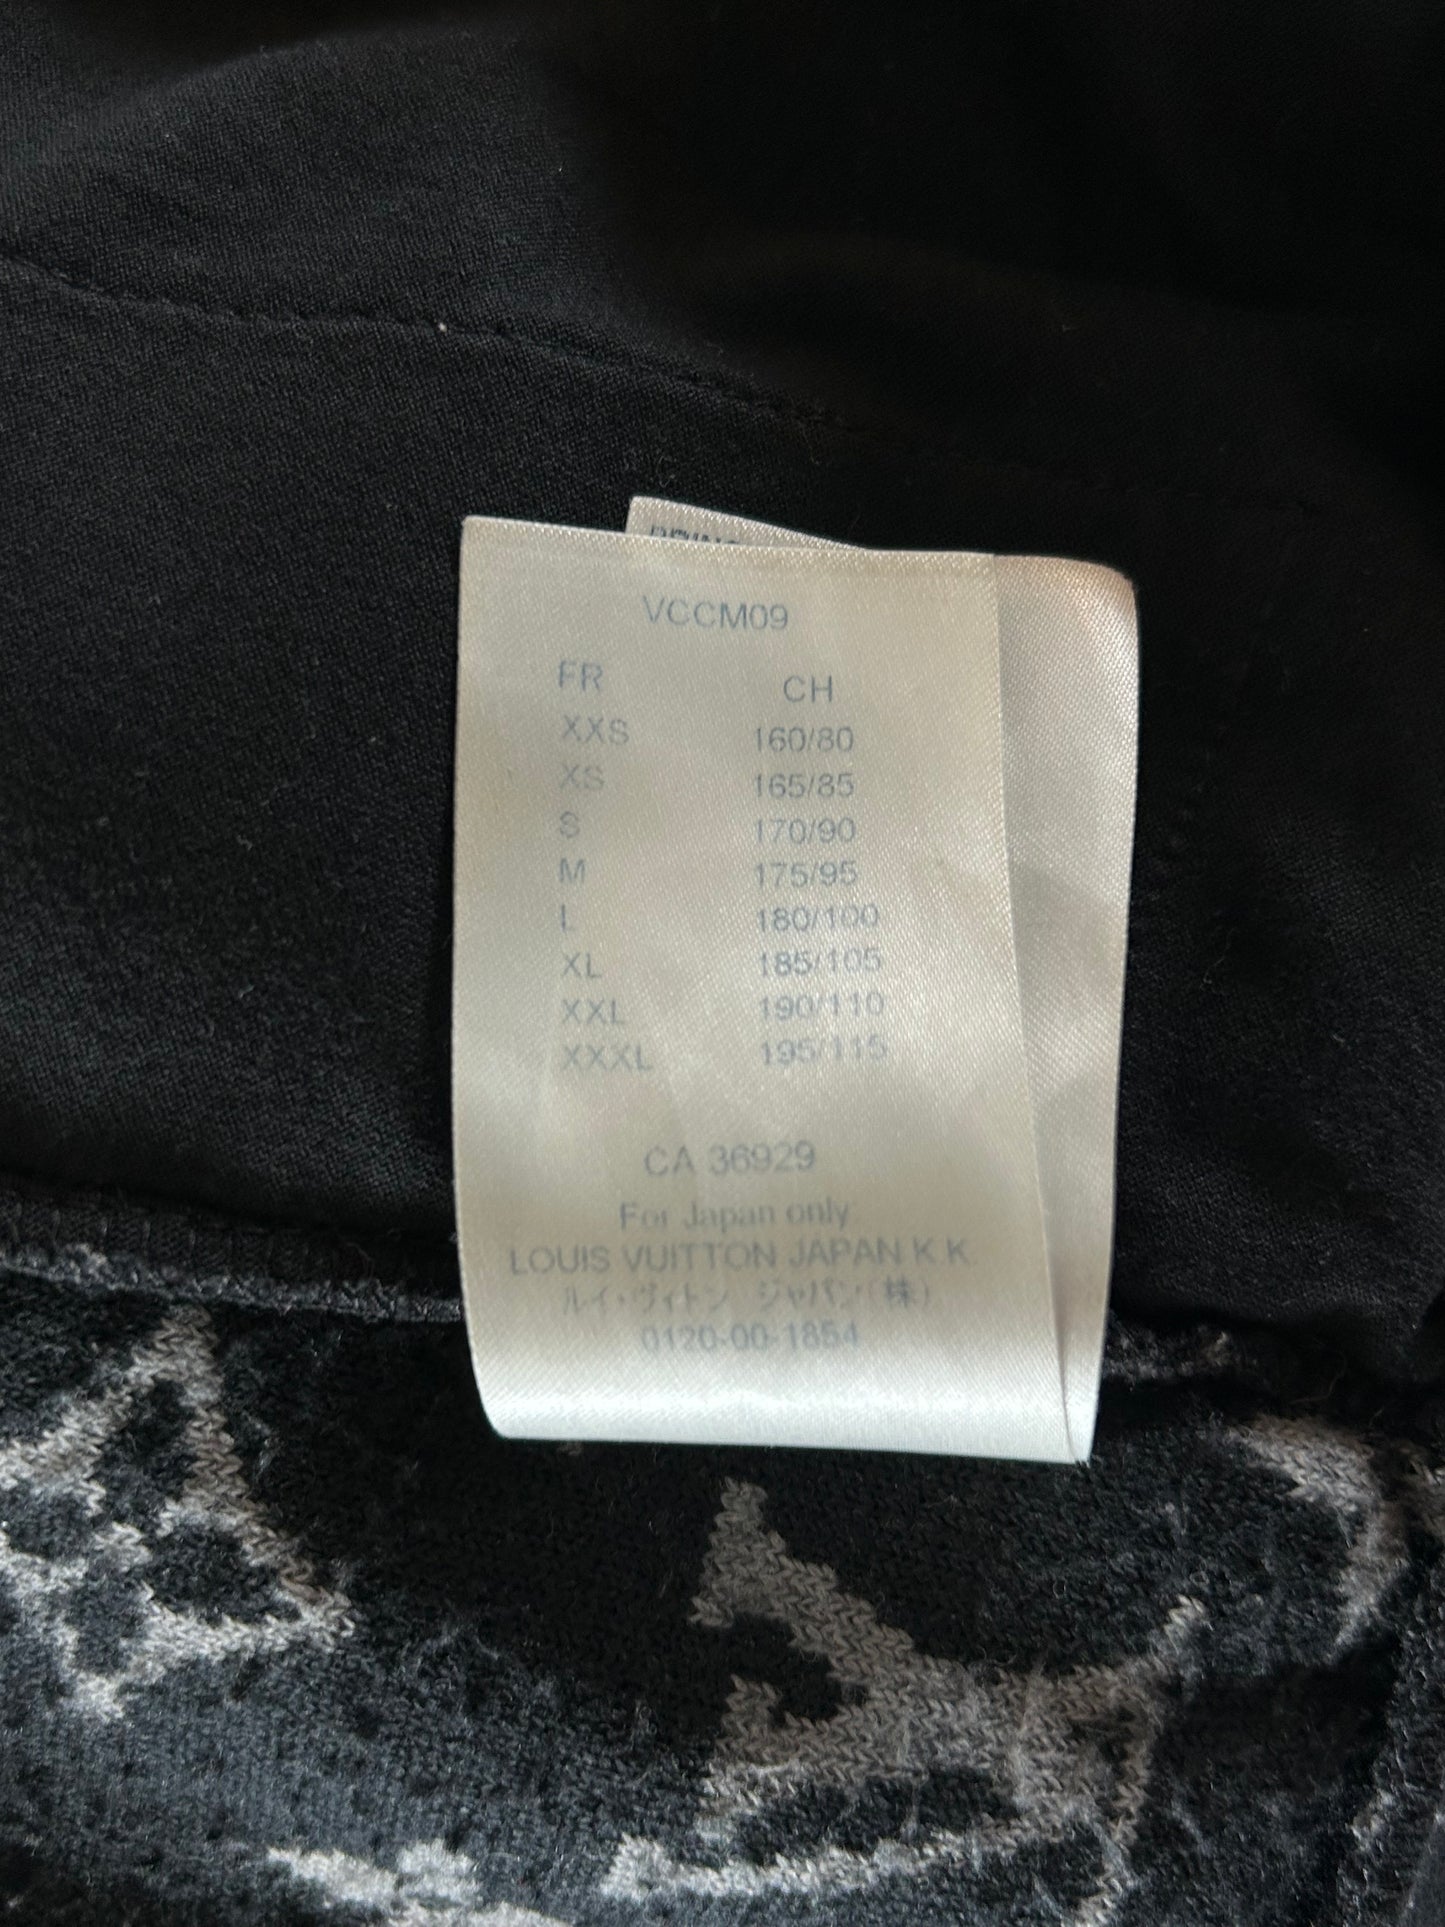 VCCM09
FR CH
XXS 160/80
XS 165/85
S 170/90
M 175/95
L 180/100
XL 185/105
XXL 190/110
XXXL 195/115
CA 36929
For Japan only
LOUIS VUITTON JAPAN K.K.
ルイ・ヴィトン ジャパン(株)
0120-00-1854